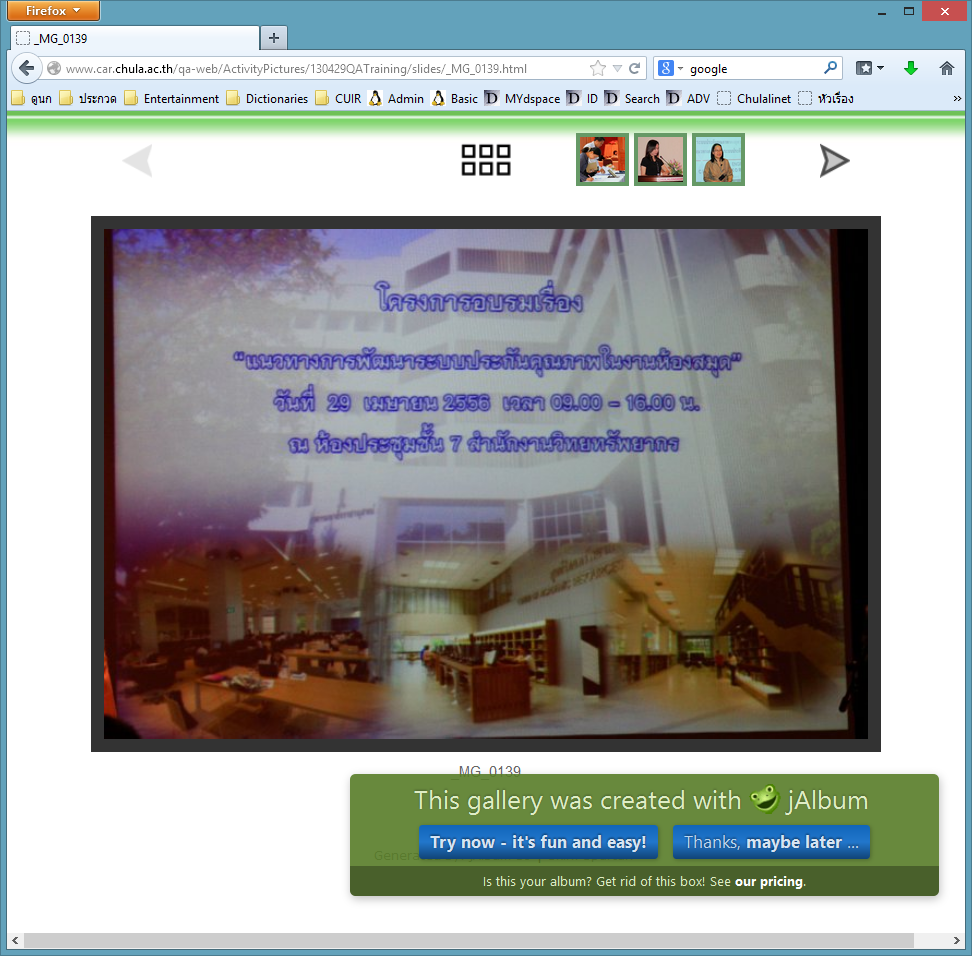 Firefox
_MG_0139
www.car.chula.ac.th/qa-web/ActivityPictures/130429QATraining/slides/_MG_0139.html
google
ดูนก ประกวด Entertainment Dictionaries CUIR Admin Basic MYdspace ID Search ADV Chulalinet หัวเรื่อง
โครงการอบรมเรื่อง
“แนวทางการพัฒนาระบบประกันคุณภาพในงานห้องสมุด”
วันที่ 29 เมษายน 2556 เวลา 09.00 – 16.00 น.
ณ ห้องประชุมชั้น 7 สำนักงานวิทยทรัพยากร
_MG_0139
This gallery was created with jAlbum
Try now - it's fun and easy!
Thanks, maybe later ...
Is this your album? Get rid of this box! See our pricing.